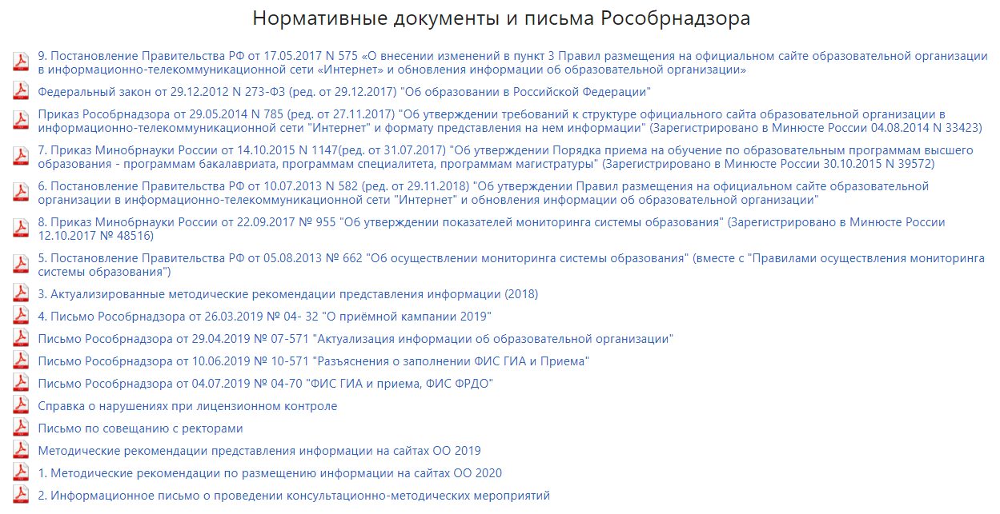 Нормативные документы и письма Рособрнадзора
9. Постановление Правительства РФ от 17.05.2017 N 575 «О внесении изменений в пункт 3 Правил размещения на официальном сайте образовательной организации
в информационно-телекоммуникационной сети «Интернет» и обновления информации об образовательной организации»
Федеральный закон от 29.12.2012 N 273-ФЗ (ред. от 29.12.2017) "Об образовании в Российской Федерации"
Приказ Рособрнадзора от 29.05.2014 N 785 (ред. от 27.11.2017) "Об утверждении требований к структуре официального сайта образовательной организации в
информационно-телекоммуникационной сети "Интернет" и формату представления на нем информации" (Зарегистрировано в Минюсте России 04.08.2014 N 33423)
7. Приказ Минобрнауки России от 14.10.2015 N 1147(ред. от 31.07.2017) "Об утверждении Порядка приема на обучение по образовательным программам высшего
образования - программам бакалавриата, программам специалитета, программам магистратуры" (Зарегистрировано в Минюсте России 30.10.2015 N 39572)
6. Постановление Правительства РФ от 10.07.2013 N 582 (ред. от 29.11.2018) "Об утверждении Правил размещения на официальном сайте образовательной
организации в информационно-телекоммуникационной сети "Интернет" и обновления информации об образовательной организации"
8. Приказ Минобрнауки России от 22.09.2017 № 955 "Об утверждении показателей мониторинга системы образования" (Зарегистрировано в Минюсте России
12.10.2017 № 48516)
5. Постановление Правительства РФ от 05.08.2013 № 662 "Об осуществлении мониторинга системы образования" (вместе с "Правилами осуществления мониторинга
системы образования")
3. Актуализированные методические рекомендации представления информации (2018)
4. Письмо Рособрнадзора от 26.03.2019 № 04- 32 "О приёмной кампании 2019"
Письмо Рособрнадзора от 29.04.2019 № 07-571 "Актуализация информации об образовательной организации"
Письмо Рособрнадзора от 10.06.2019 № 10-571 "Разъяснения о заполнении ФИС ГИА и Приема"
Письмо Рособрнадзора от 04.07.2019 № 04-70 "ФИС ГИА и приема, ФИС ФРДО"
Справка о нарушениях при лицензионном контроле
Письмо по совещанию с ректорами
Методические рекомендации представления информации на сайтах ОО 2019
1. Методические рекомендации по размещению информации на сайтах ОО 2020
2. Информационное письмо о проведении консультационно-методических мероприятий